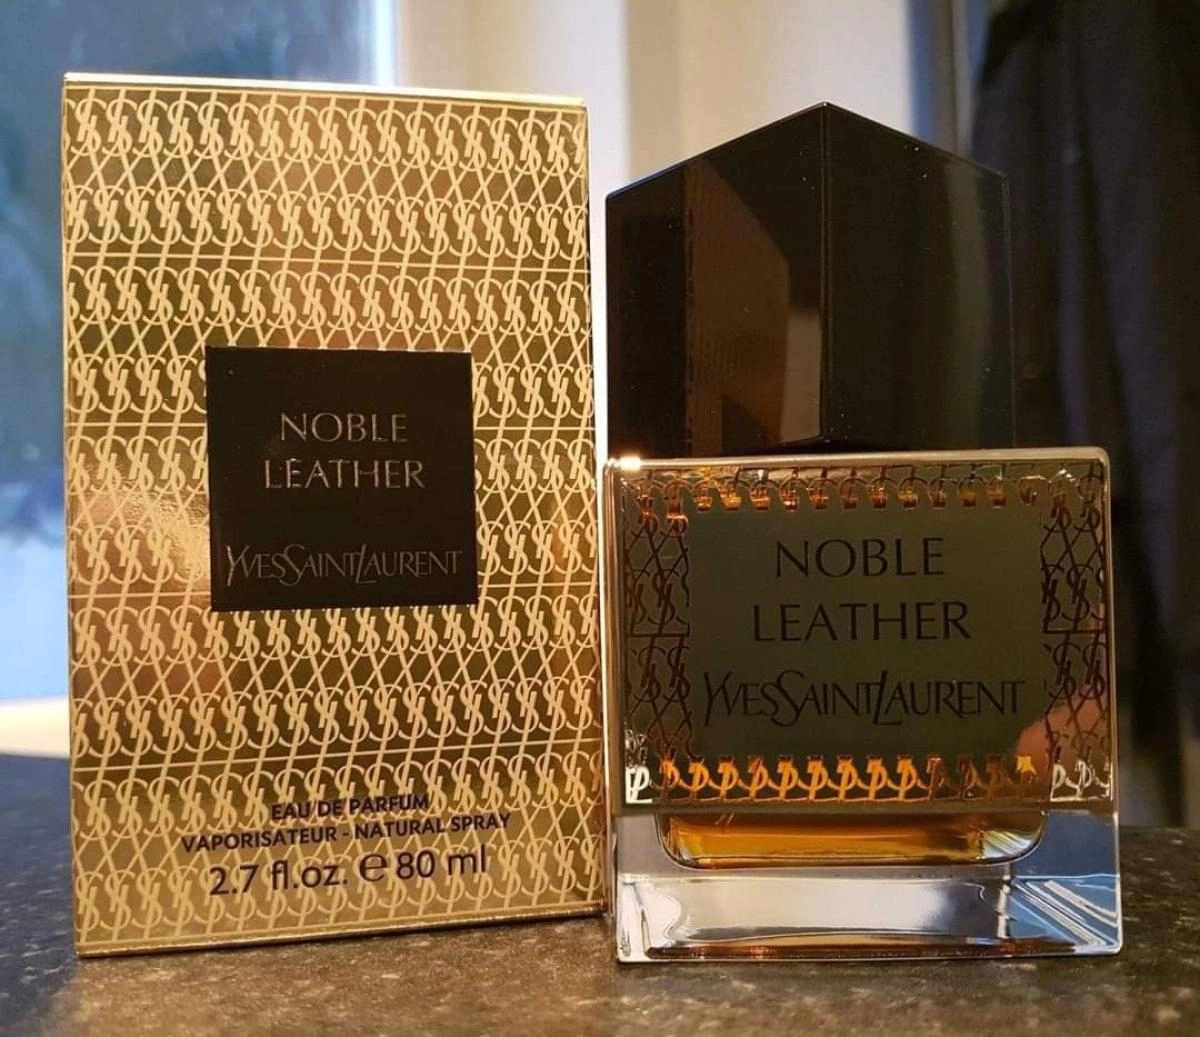 NOBLE
LEATHER
YVESSAINTLAURENT
EAU DE PARFUM
VAPORISATEUR - NATURAL SPRAY
2.7 fl.oz. e 80 ml
NOBLE
LEATHER
YVESSAINTLAURENT